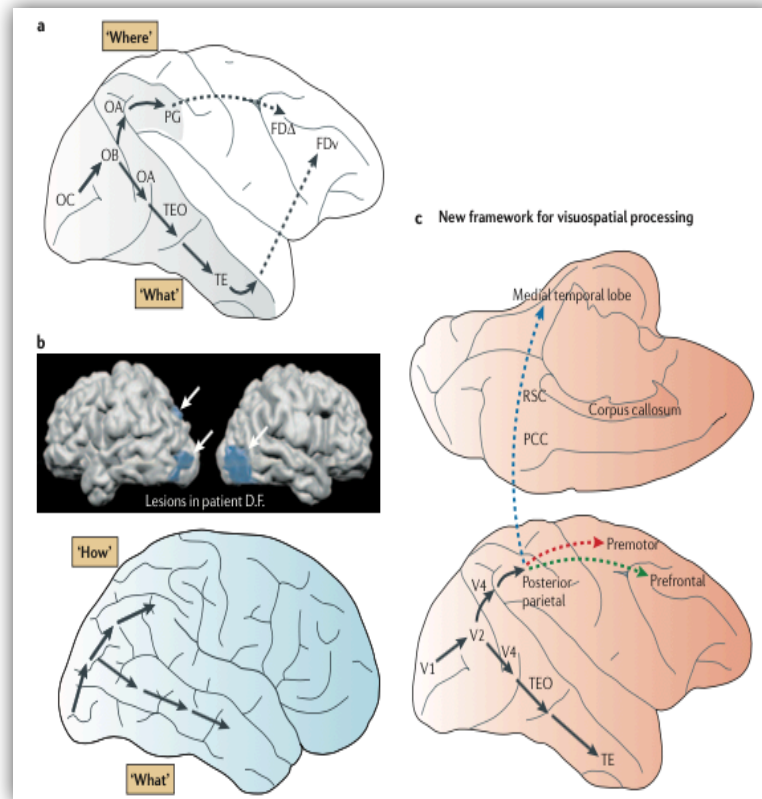 a
'Where'
OA
PG
FDΔ
FDv
OB
OA
OC
TEO
TE
'What'
b
Lesions in patient D.F.
'How'
'What'
c New framework for visuospatial processing
Medial temporal lobe
RSC
Corpus callosum
PCC
Premotor
V4
Posterior
parietal
Prefrontal
V2
V4
V1
TEO
TE